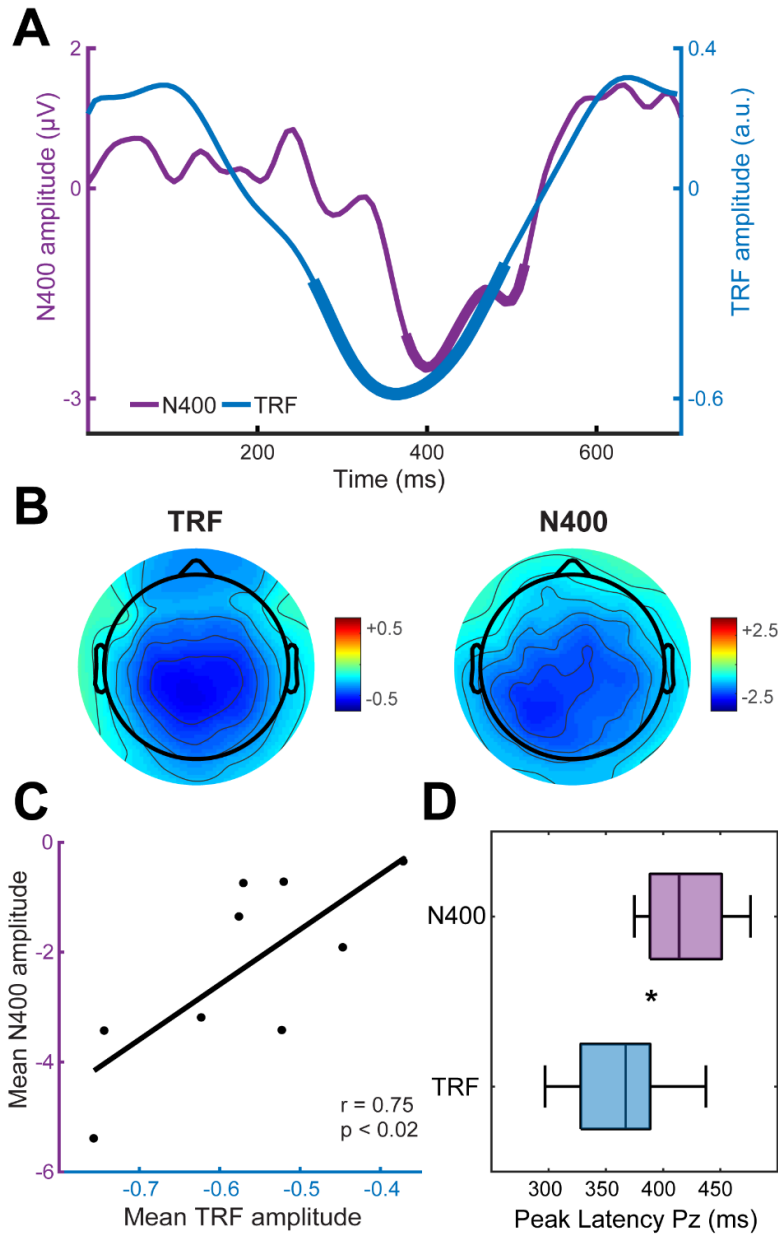 A
2
0
-3
N400 amplitude (µV)
0.4
0
-0.6
TRF amplitude (a.u.)
N400 TRF
200 400 600
Time (ms)
B
TRF N400
+0.5
-0.5
+2.5
-2.5
C
0
-2
-4
-6
Mean N400 amplitude
r = 0.75
p < 0.02
-0.7 -0.6 -0.5 -0.4
Mean TRF amplitude
D
N400
*
TRF
300 350 400 450
Peak Latency Pz (ms)